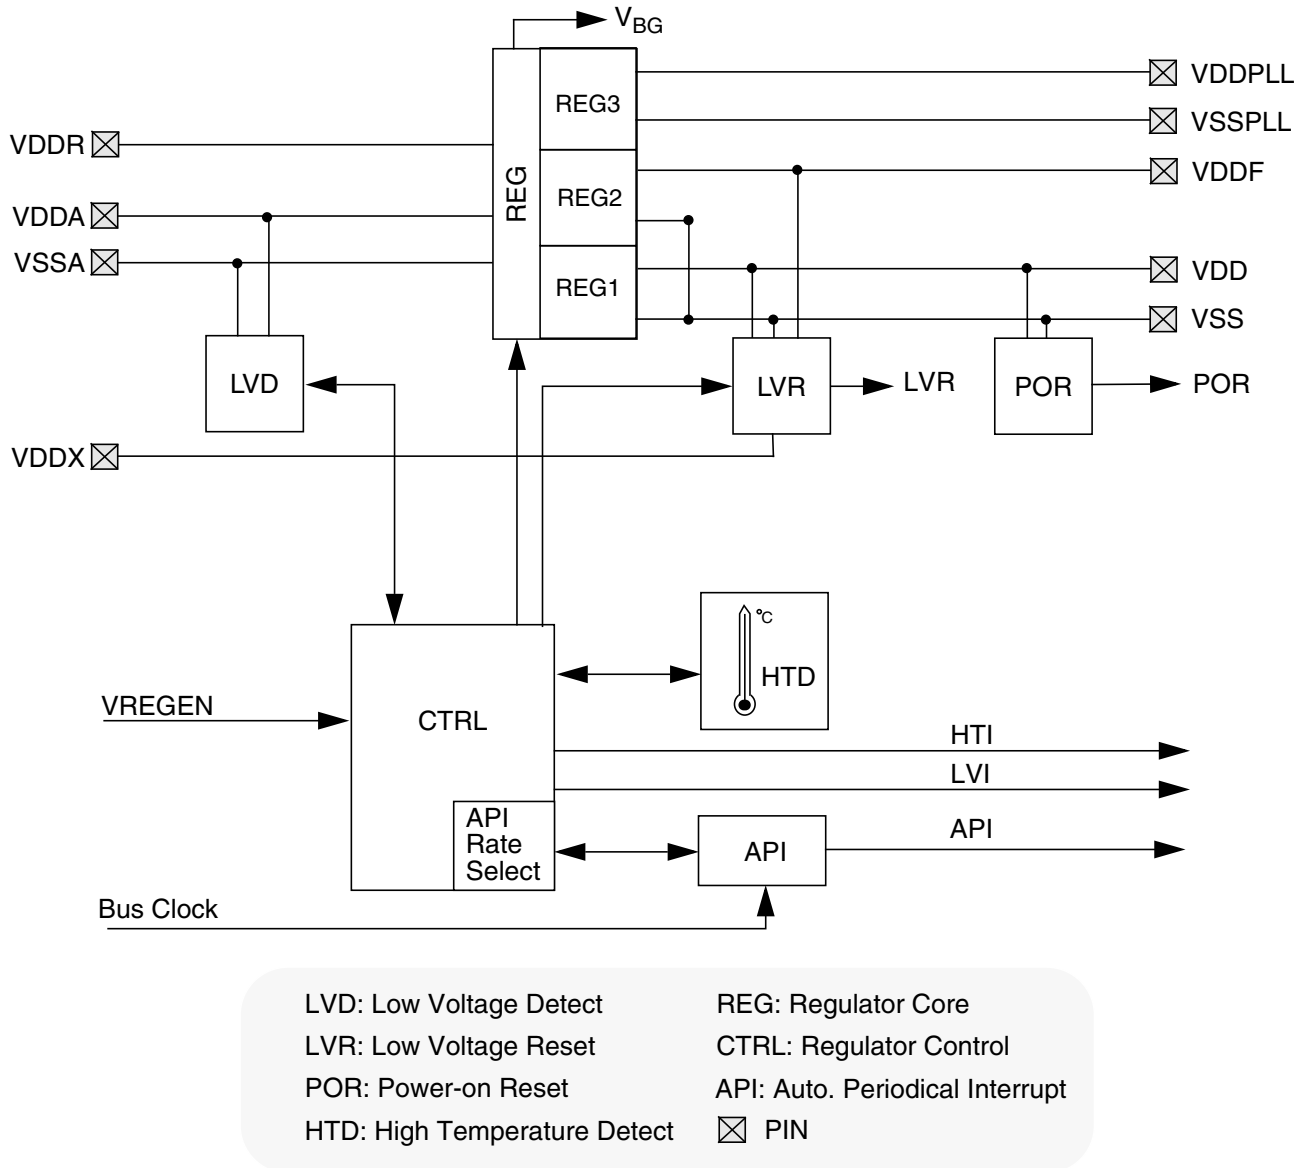 VBG
VDDPLL
REG3
VSSPLL
VDDR
VDDF
REG
REG2
VDDA
VSSA
VDD
REG1
VSS
LVD
LVR
LVR
POR
POR
VDDX
°C
HTD
VREGEN
CTRL
HTI
LVI
API
Rate
Select
API
API
Bus Clock
LVD: Low Voltage Detect
LVR: Low Voltage Reset
POR: Power-on Reset
HTD: High Temperature Detect
REG: Regulator Core
CTRL: Regulator Control
API: Auto. Periodical Interrupt
PIN